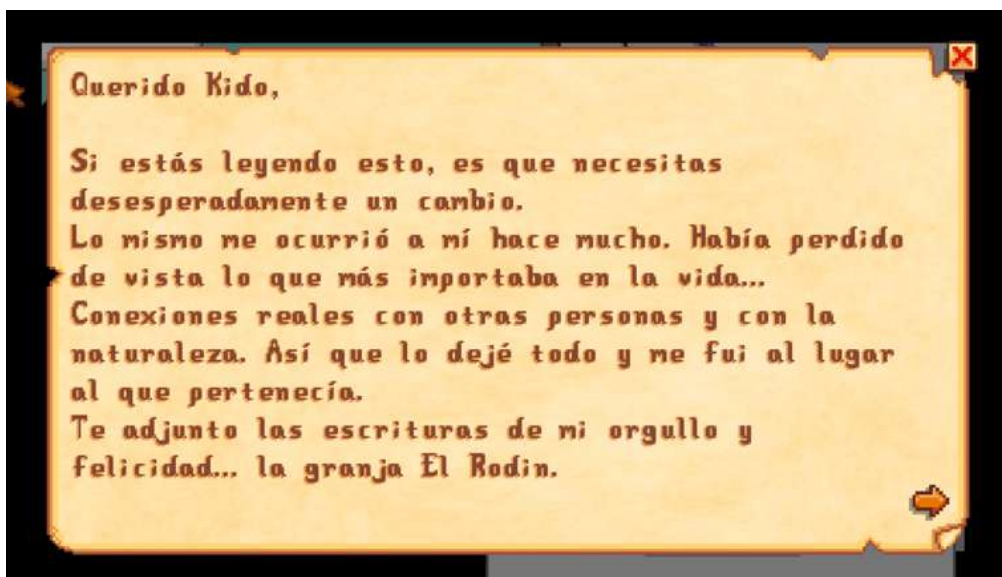 Querido Kido,
Si estás leyendo esto, es que necesitas
desesperadamente un cambio.
Lo mismo me ocurrió a mí hace mucho. Había perdido
de vista lo que más importaba en la vida...
Conexiones reales con otras personas y con la
naturaleza. Así que lo dejé todo y me fui al lugar
al que pertenecía.
Te adjunto las escrituras de mi orgullo y
felicidad... la granja El Rodin.